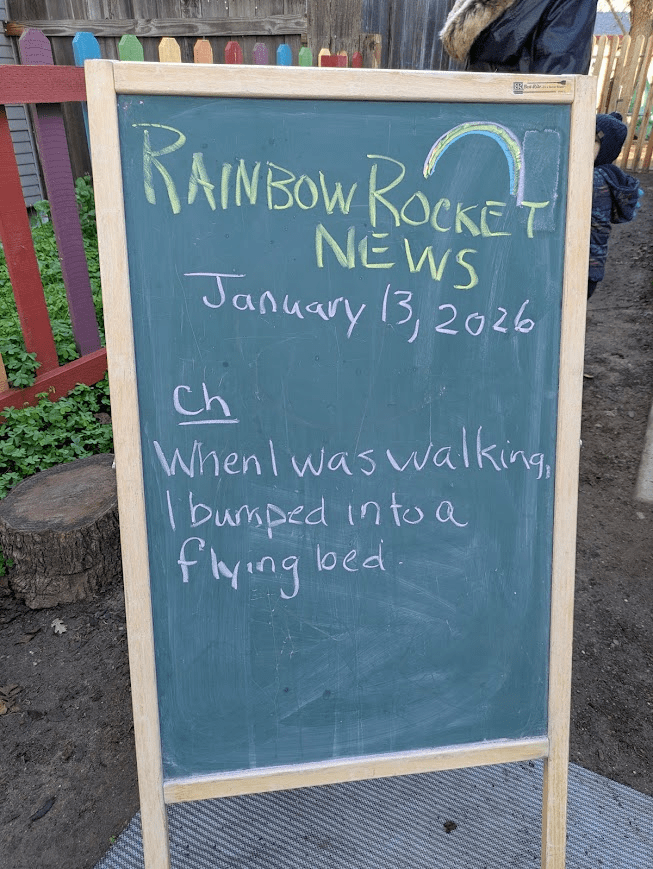 RAINBOW ROCKET
NEWS
January 13, 2026
ch
When I was walking,
I bumped into a
flying bed.